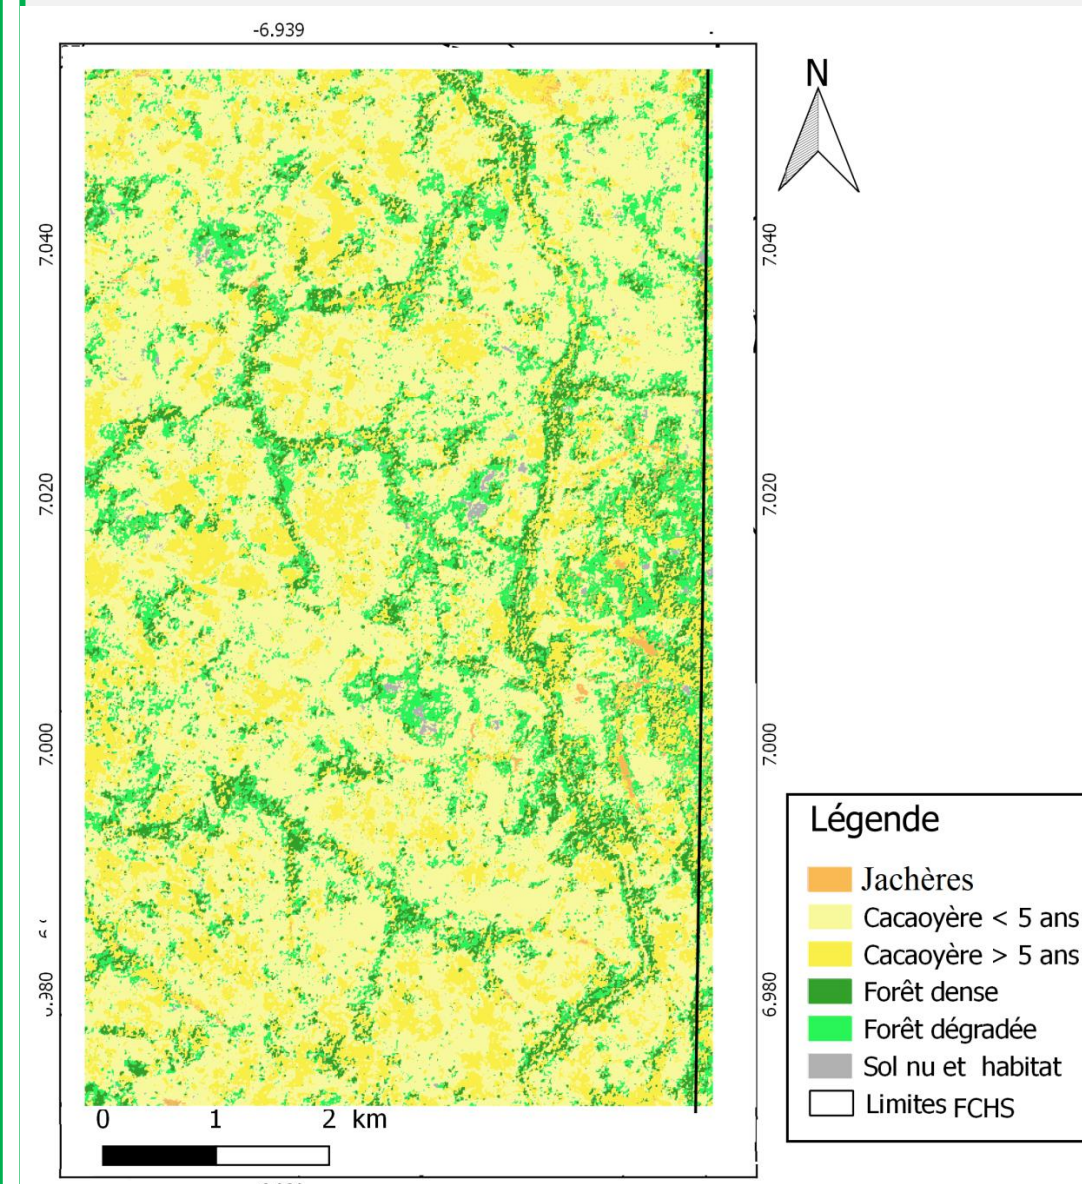 -6.939
N
7.040
7.040
7.020
7.020
7.000
7.000
6.980
0 1 2 km
Légende
Jachères
Cacaoyère < 5 ans
Cacaoyère > 5 ans
Forêt dense
Forêt dégradée
Sol nu et habitat
Limites FCHS